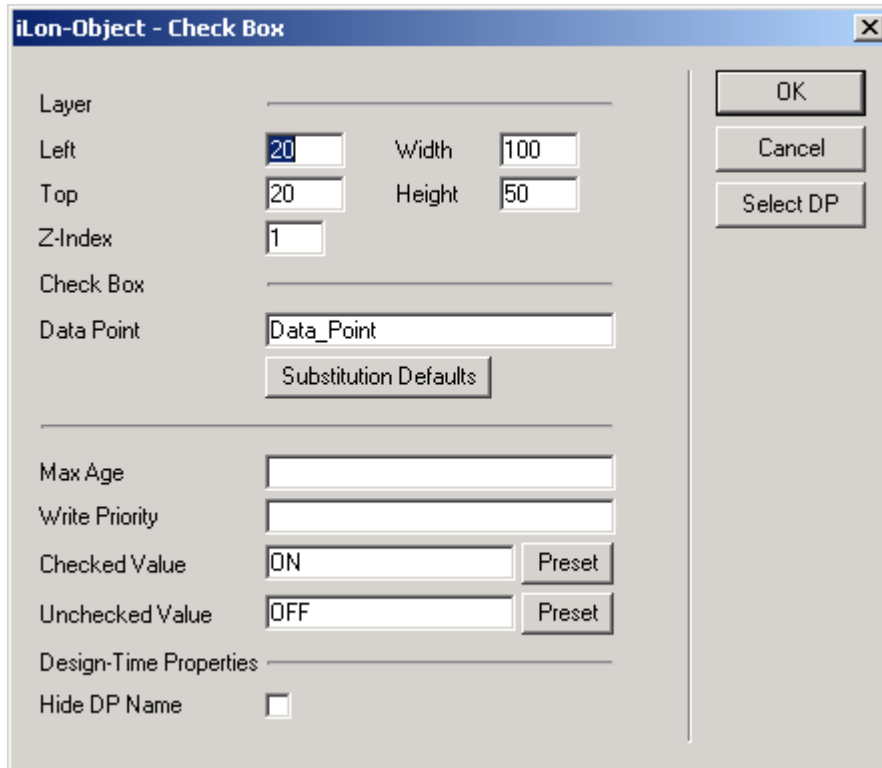 iLon-Object - Check Box
Layer
OK
Left 20 Width 100
Cancel
Top 20 Height 50
Select DP
Z-Index 1
Check Box
Data Point Data_Point
Substitution Defaults
Max Age
Write Priority
Checked Value ON Preset
Unchecked Value OFF Preset
Design-Time Properties
Hide DP Name